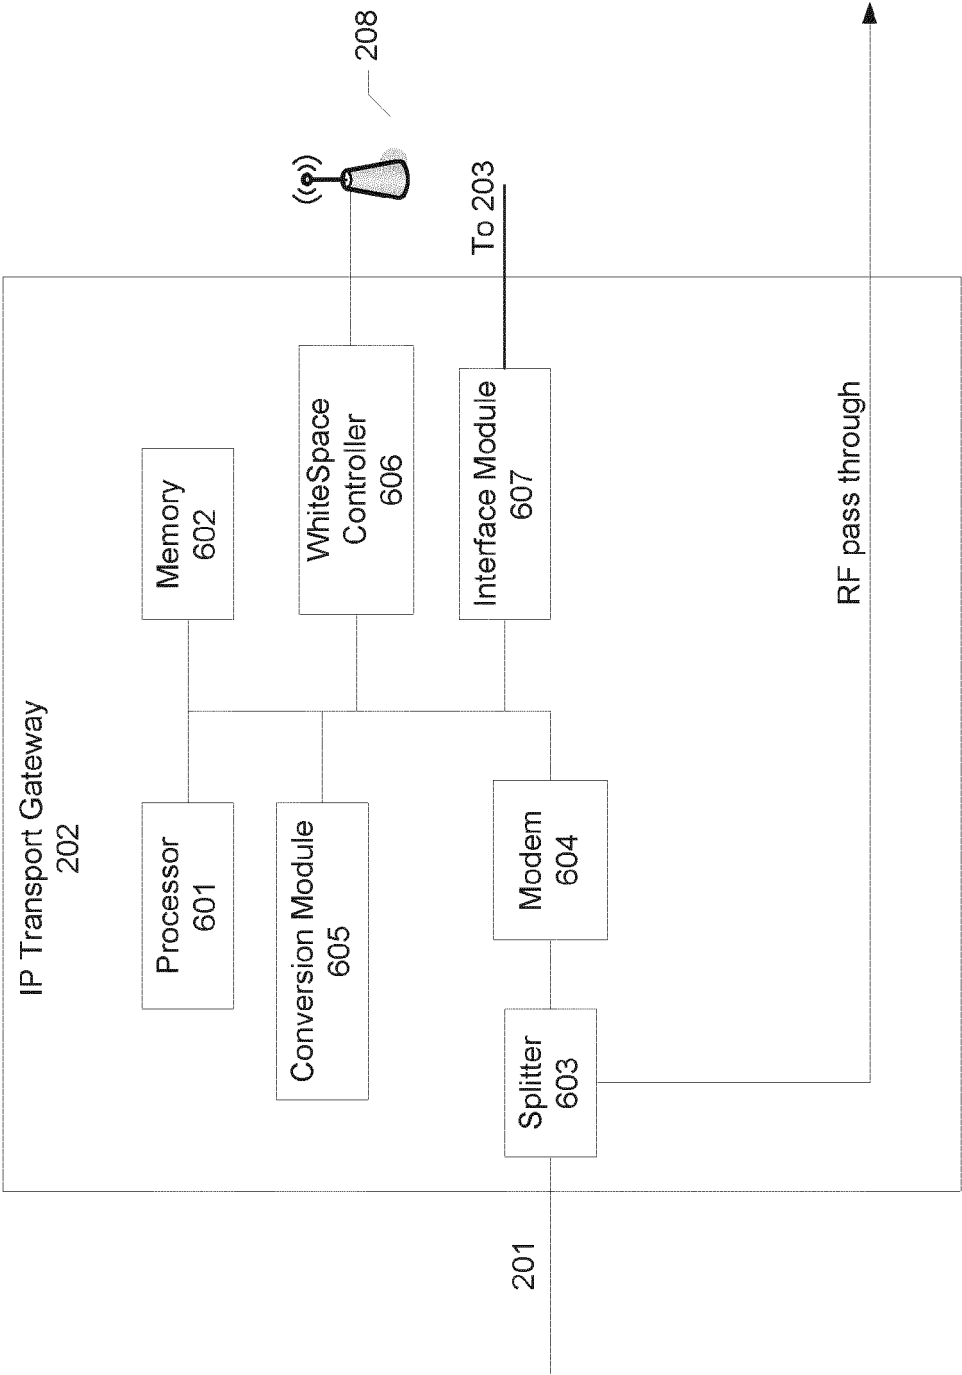 IP Transport Gateway
202
Processor
601
Memory
602
Conversion Module
605
WhiteSpace
Controller
606
208
Interface Module
607
To 203
201
Splitter
603
Modem
604
RF pass through